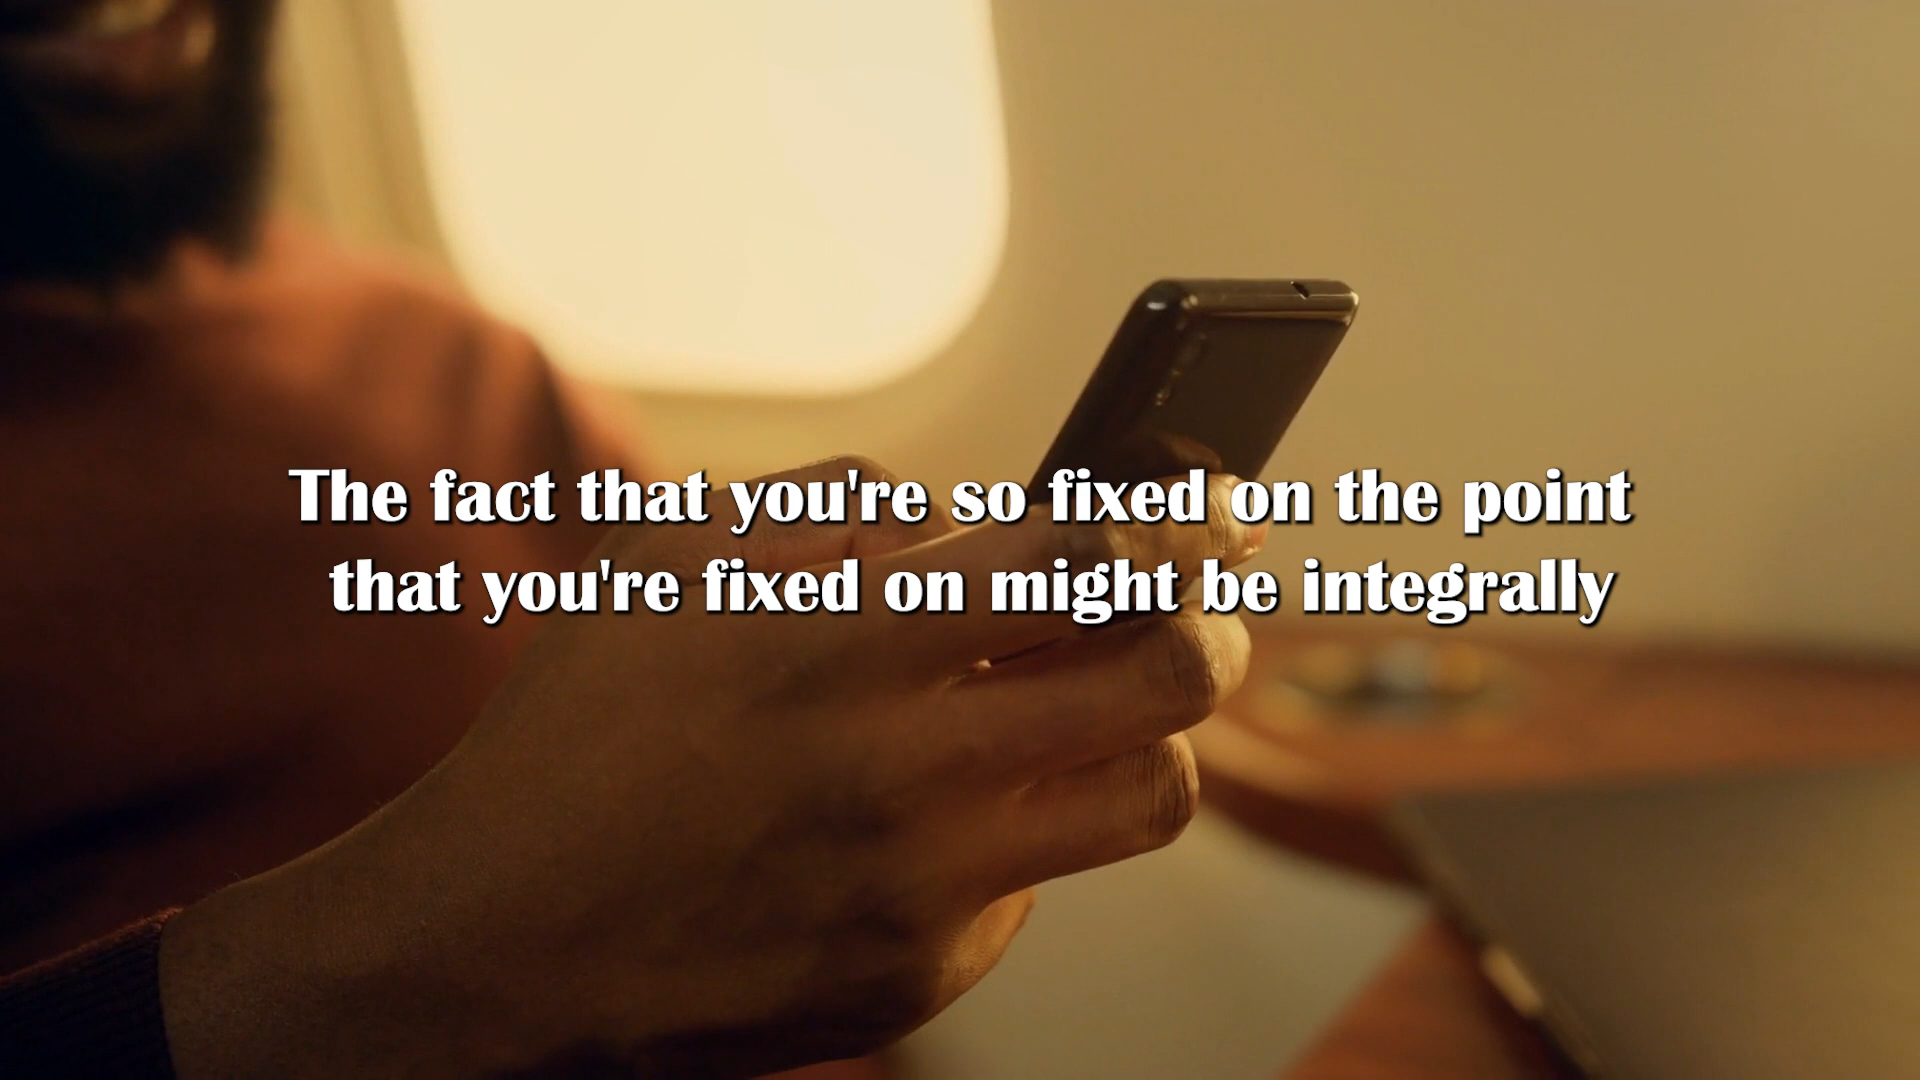 The fact that you're so fixed on the point
that you're fixed on might be integrally